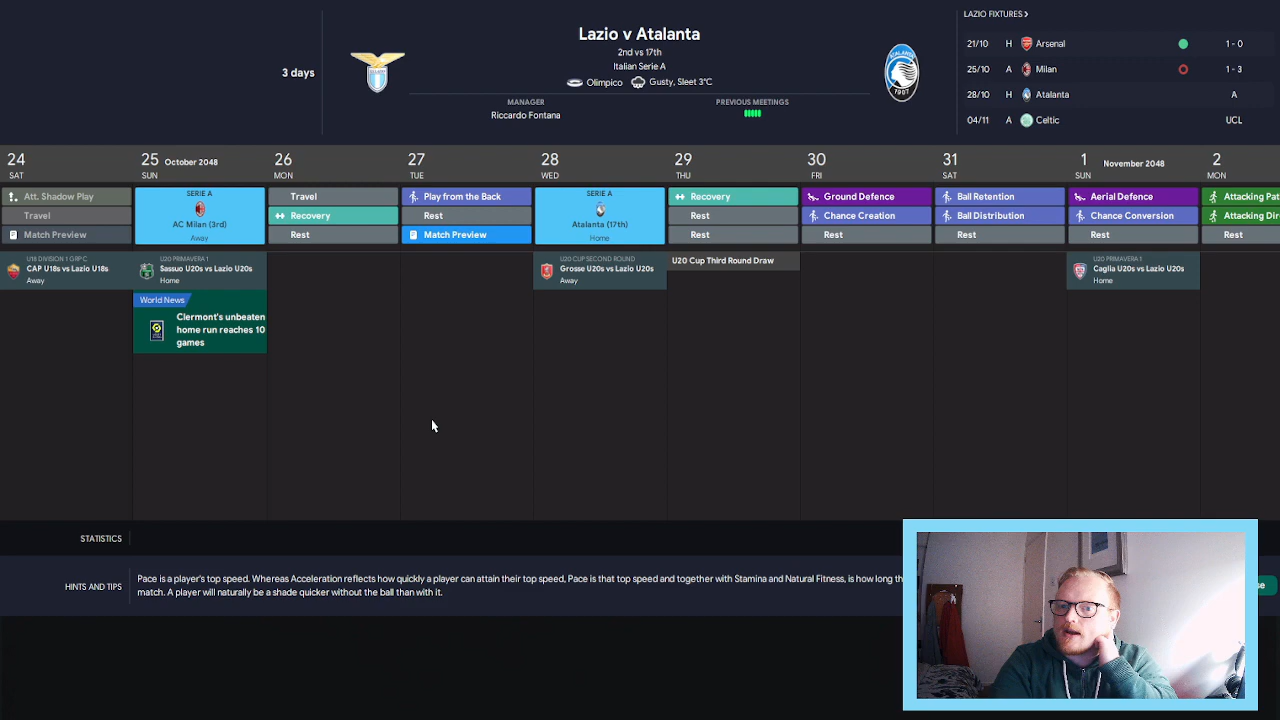 Lazio v Atalanta
2nd vs 17th
Italian Serie A
3 days
Olimpico
Gusty, Sleet 3°C
MANAGER
Riccardo Fontana
PREVIOUS MEETINGS
LAZIO FIXTURES >
21/10 H Arsenal 1 - 0
25/10 A Milan 1 - 3
28/10 H Atalanta A
04/11 A Celtic UCL
24 25 October 2048 26 27 28 29 30 31 1 November 2048 2
SAT SUN MON TUE WED THU FRI SAT SUN MON
Att. Shadow Play
Travel
Match Preview
SERIE A
AC Milan (3rd)
Away
Travel
Recovery
Rest
Play from the Back
Rest
Match Preview
SERIE A
Atalanta (17th)
Home
Recovery
Rest
Rest
Ground Defence
Chance Creation
Rest
Ball Retention
Ball Distribution
Rest
Aerial Defence
Chance Conversion
Rest
Attacking Pat
Attacking Dir
Rest
U18 DIVISION 1 GRP C
CAP U18s vs Lazio U18s
Away
U20 PRIMAVERA 1
Sassuo U20s vs Lazio U20s
Home
U20 CUP SECOND ROUND
Grosse U20s vs Lazio U20s
Away
U20 Cup Third Round Draw
U20 PRIMAVERA 1
Caglia U20s vs Lazio U20s
Home
World News
Clermont's unbeaten
home run reaches 10
games
STATISTICS
HINTS AND TIPS
Pace is a player's top speed. Whereas Acceleration reflects how quickly a player can attain their top speed, Pace is that top speed and together with Stamina and Natural Fitness, is how long th
match. A player will naturally be a shade quicker without the ball than with it.